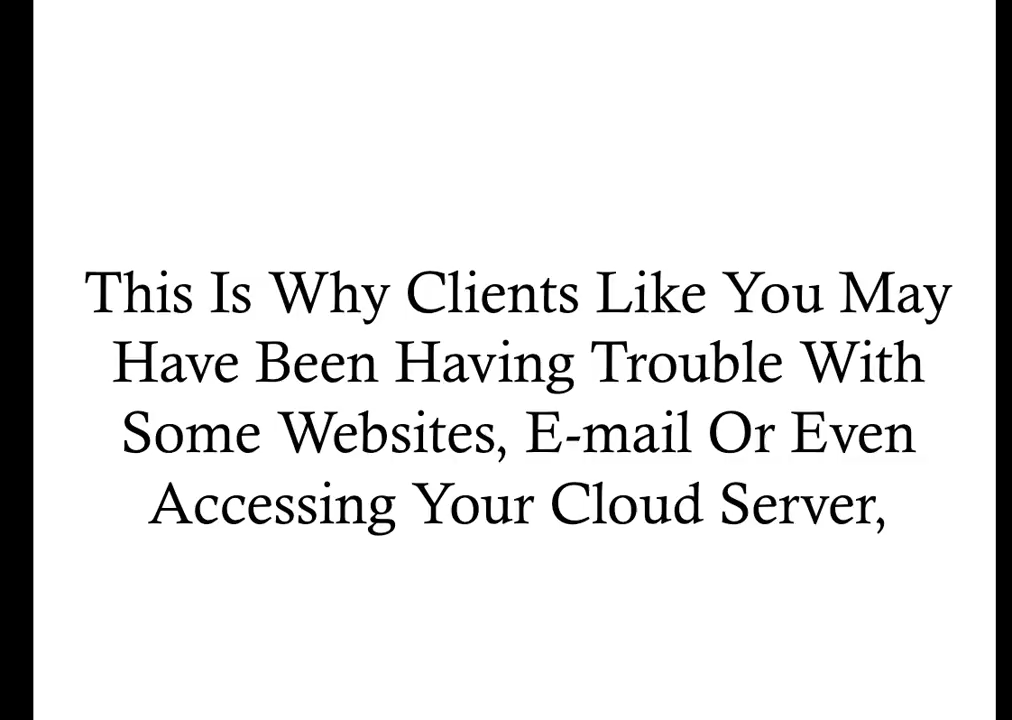 This Is Why Clients Like You May
Have Been Having Trouble With
Some Websites, E-mail Or Even
Accessing Your Cloud Server,